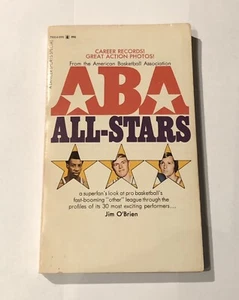 CAREER RECORDS!
GREAT ACTION PHOTOS!
From the American Basketball Association
ABA
ALL-STARS
a superfan's look at pro basketball's
fast-booming "other" league through the
profiles of its 30 most exciting performers....
Jim O'Brien